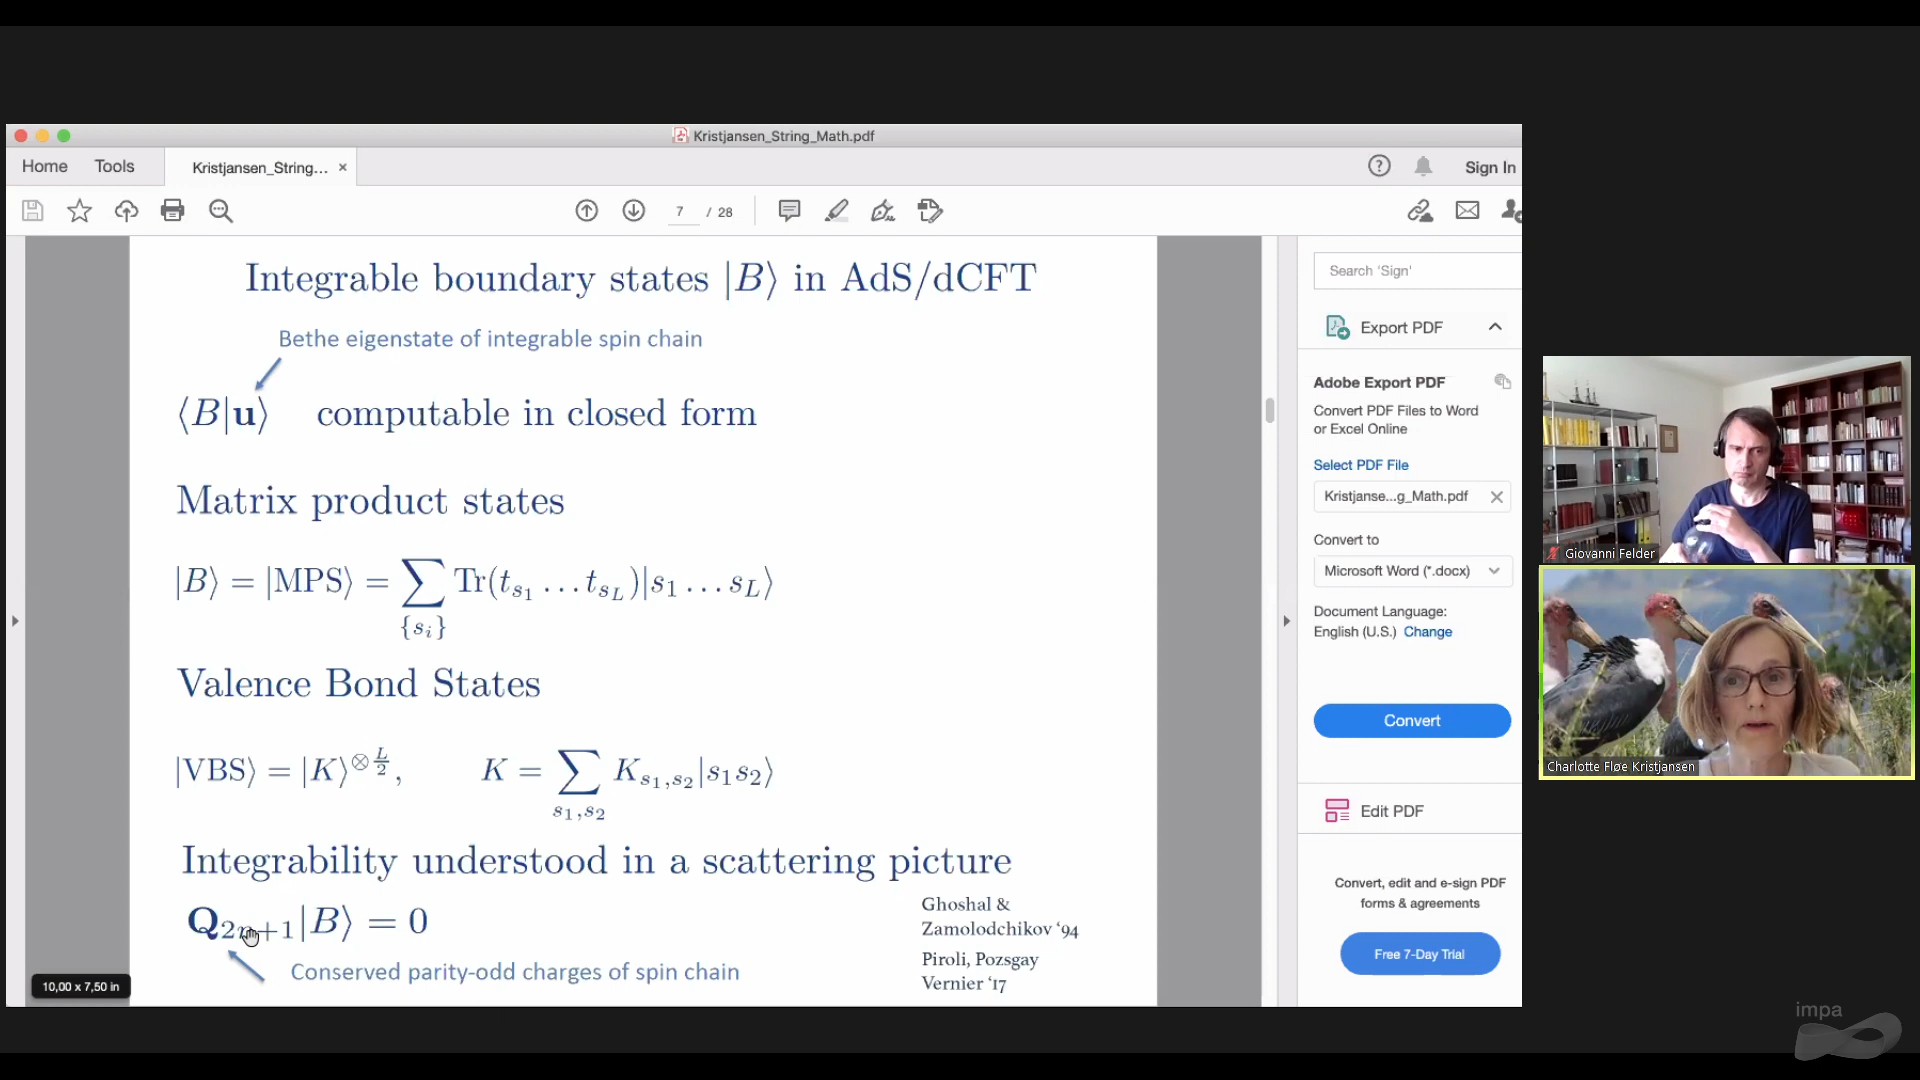 Kristjansen_String_Math.pdf
Home Tools Kristjansen_String... × Sign In
7 / 28
Integrable boundary states |B⟩ in AdS/dCFT
Bethe eigenstate of integrable spin chain
⟨B|u⟩ computable in closed form
Matrix product states
|B⟩ = |MPS⟩ = ∑_{s_i} Tr(t_{s_1} … t_{s_L})|s_1 … s_L⟩
Valence Bond States
|VBS⟩ = |K⟩^{⊗ L/2}, K = ∑_{s_1,s_2} K_{s_1,s_2}|s_1 s_2⟩
Integrability understood in a scattering picture
Q_{2n+1}|B⟩ = 0
Conserved parity-odd charges of spin chain
Ghoshal &
Zamolodchikov ‘94
Piroli, Pozsgay
Vernier ‘17
10,00 x 7,50 in
Search 'Sign'
Export PDF
Adobe Export PDF
Convert PDF Files to Word
or Excel Online
Select PDF File
Kristjanse...g_Math.pdf
Convert to
Microsoft Word (*.docx)
Document Language:
English (U.S.) Change
Convert
Edit PDF
Convert, edit and e-sign PDF
forms & agreements
Free 7-Day Trial
Giovanni Felder
Charlotte Fløe Kristjansen
impa